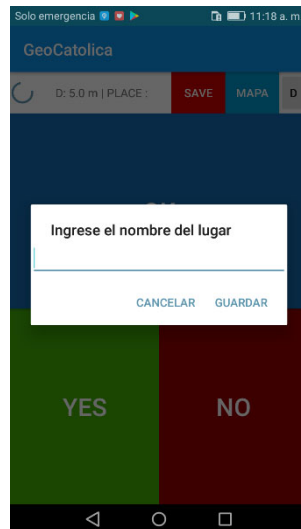 Solo emergencia 11:18 a. m.
GeoCatolica
D: 5.0 m | PLACE : SAVE MAPA D
Ingrese el nombre del lugar
CANCELAR GUARDAR
YES NO